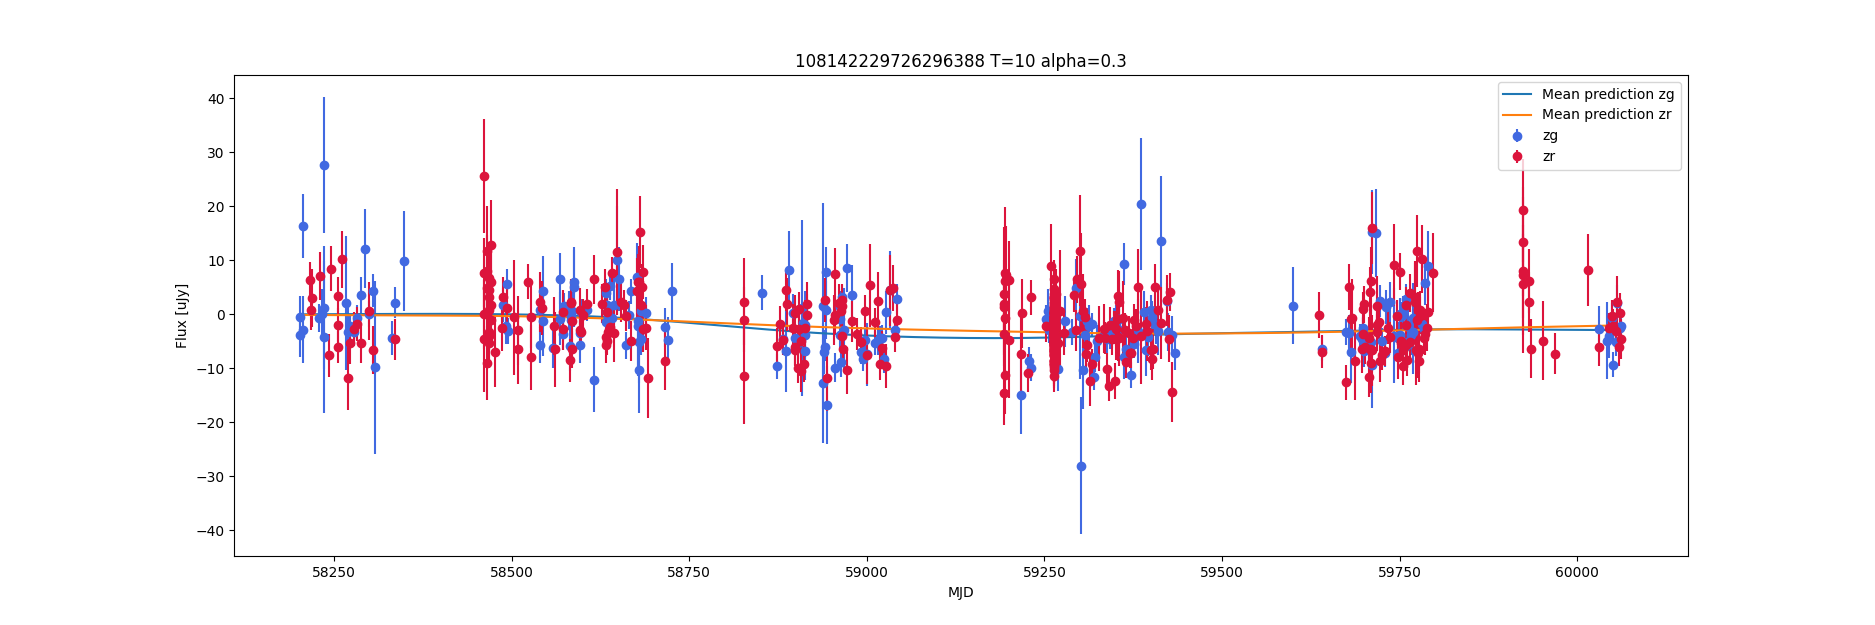 108142229726296388 T=10 alpha=0.3
Mean prediction zg
Mean prediction zr
zg
zr
40
30
20
10
0
−10
−20
−30
−40
Flux [uJy]
58250 58500 58750 59000 59250 59500 59750 60000
MJD